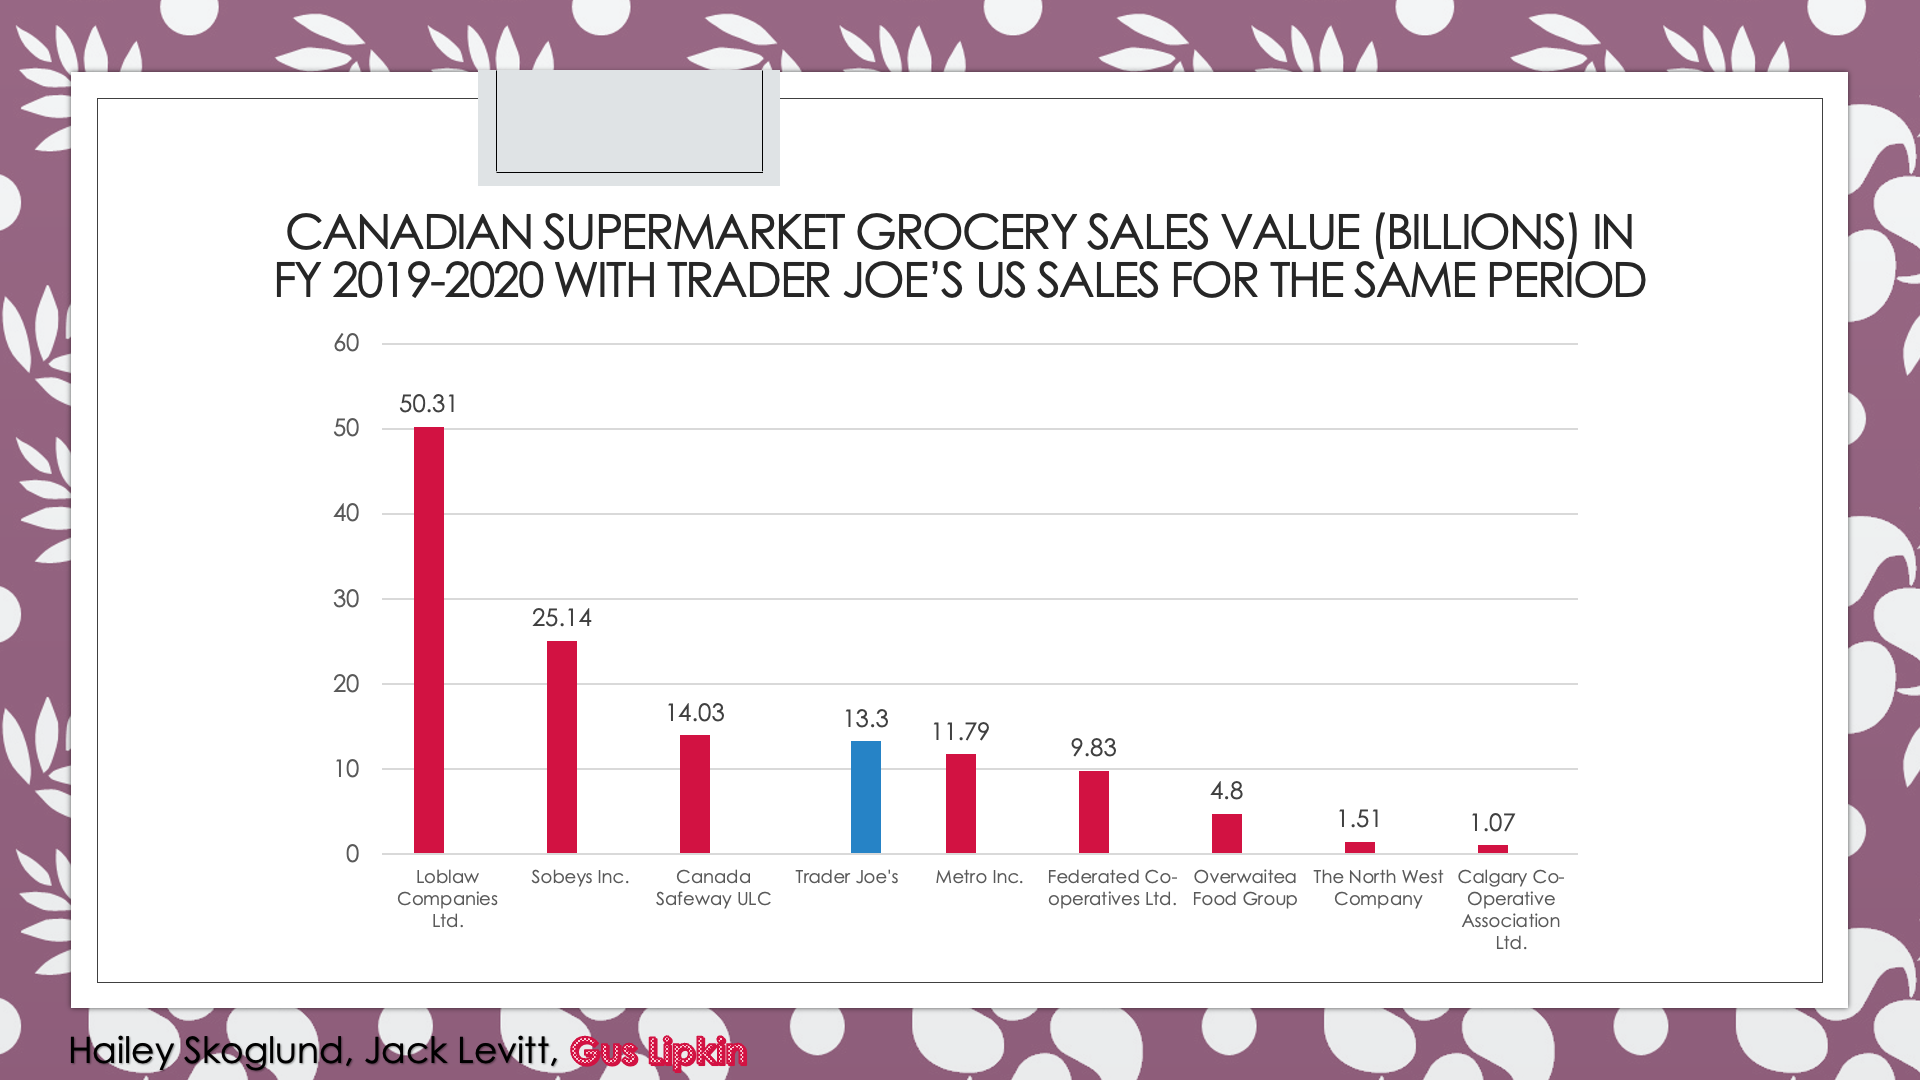 CANADIAN SUPERMARKET GROCERY SALES VALUE (BILLIONS) IN
FY 2019-2020 WITH TRADER JOE’S US SALES FOR THE SAME PERIOD
60
50
40
30
20
10
0
50.31
25.14
14.03
13.3
11.79
9.83
4.8
1.51
1.07
Loblaw
Companies
Ltd.
Sobeys Inc.
Canada
Safeway ULC
Trader Joe's
Metro Inc.
Federated Co-
operatives Ltd.
Overwaitea
Food Group
The North West
Company
Calgary Co-
Operative
Association
Ltd.
Hailey Skoglund, Jack Levitt, Gus Lipkin